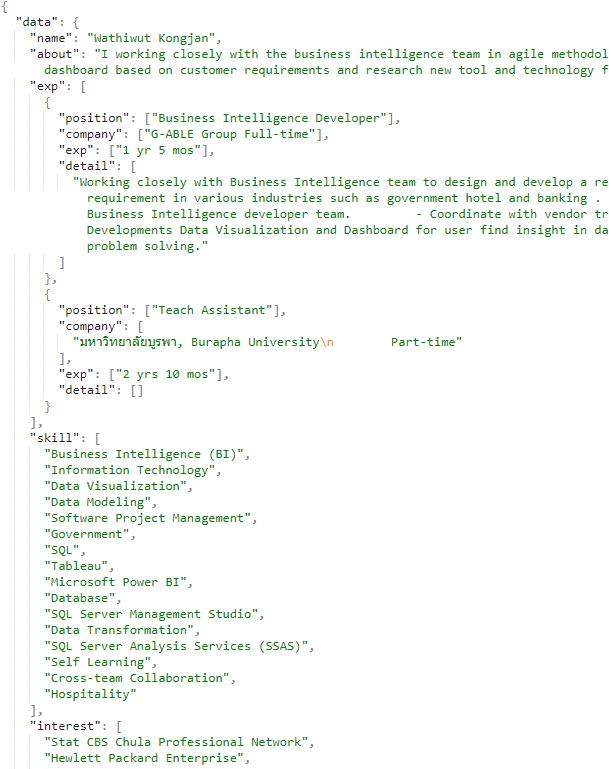 {
"data": {
"name": "Wathiwut Kongjan",
"about": "I working closely with the business intelligence team in agile methodol
dashboard based on customer requirements and research new tool and technology f
"exp": [
{
"position": ["Business Intelligence Developer"],
"company": ["G-ABLE Group Full-time"],
"exp": ["1 yr 5 mos"],
"detail": [
"Working closely with Business Intelligence team to design and develop a re
requirement in various industries such as government hotel and banking .
Business Intelligence developer team. - Coordinate with vendor tr
Developments Data Visualization and Dashboard for user find insight in da
problem solving."
]
},
{
"position": ["Teach Assistant"],
"company": [
"มหาวิทยาลัยบูรพา, Burapha University\n Part-time"
],
"exp": ["2 yrs 10 mos"],
"detail": []
}
],
"skill": [
"Business Intelligence (BI)",
"Information Technology",
"Data Visualization",
"Data Modeling",
"Software Project Management",
"Government",
"SQL",
"Tableau",
"Microsoft Power BI",
"Database",
"SQL Server Management Studio",
"Data Transformation",
"SQL Server Analysis Services (SSAS)",
"Self Learning",
"Cross-team Collaboration",
"Hospitality"
],
"interest": [
"Stat CBS Chula Professional Network",
"Hewlett Packard Enterprise",